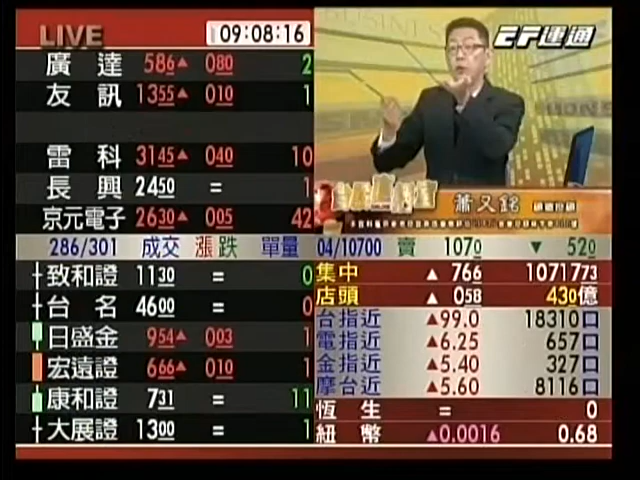 LIVE 09:08:16
EF運通
廣達 586▲ 080 2
友訊 1355▲ 010 1
雷科 3145▲ 040 10
長興 2450 = 1
京元電子 2630▲ 005 42
蕭又銘
286/301 成交 漲跌 單量
04/10700 賣 1070 ▼ 520
致和證 1130 = 0
台名 4600 = 0
日盛金 954▲ 003 1
宏遠證 666▲ 010 1
康和證 731 = 11
大展證 1300 = 1
集中 ▲ 766 1071773
店頭 ▲ 058 430億
台指近 ▲99.0 18310口
電指近 ▲6.25 657口
金指近 ▲5.40 327口
摩台近 ▲5.60 8116口
恆生 = 0
紐幣 ▲0.0016 0.68